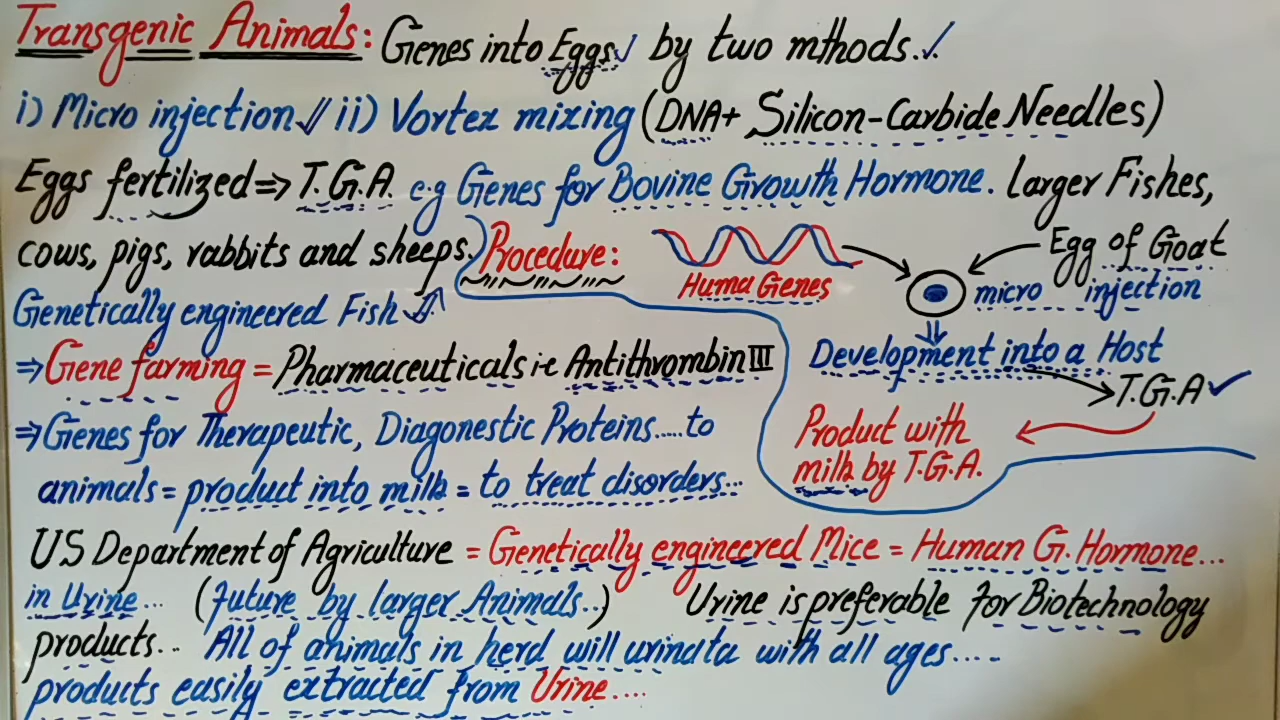 Transgenic Animals: Genes into Eggs by two mthods.
i) Micro injection ii) Vortex mixing (DNA+ Silicon-Carbide Needles)
Eggs fertilized ⇒ T.G.A. e.g Genes for Bovine Growth Hormone. larger Fishes,
cows, pigs, rabbits and sheeps.
Procedure:
Huma Genes
Egg of Goat
micro injection
Genetically engineered Fish
Development into a Host
T.G.A
Product with
milk by T.G.A.
⇒ Gene farming = Pharmaceuticals i.e Antithrombin III
⇒ Genes for Therapeutic, Diagonestic Proteins.....to
animals = product into milk = to treat disorders...
US Department of Agriculture = Genetically engineered Mice = Human G. Hormone...
in Urine... (future by larger Animals..) Urine is preferable for Biotechnology
products... All of animals in herd will urinata with all ages.....
products easily extracted from Urine....